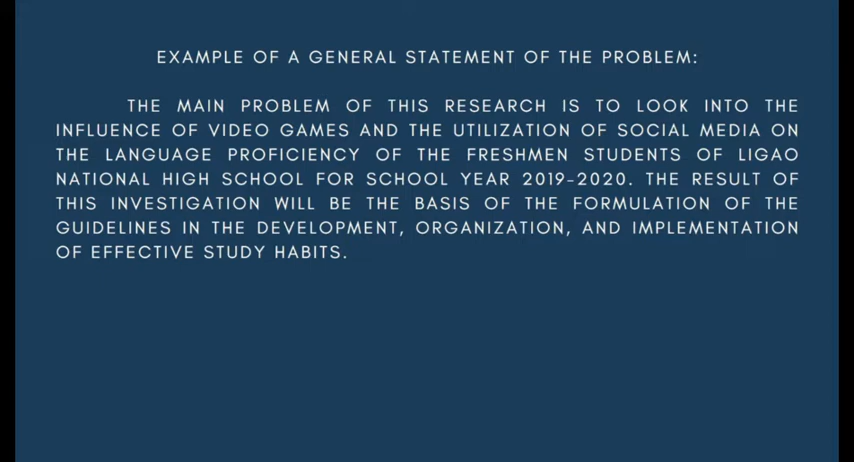 EXAMPLE OF A GENERAL STATEMENT OF THE PROBLEM:
THE MAIN PROBLEM OF THIS RESEARCH IS TO LOOK INTO THE
INFLUENCE OF VIDEO GAMES AND THE UTILIZATION OF SOCIAL MEDIA ON
THE LANGUAGE PROFICIENCY OF THE FRESHMEN STUDENTS OF LIGAO
NATIONAL HIGH SCHOOL FOR SCHOOL YEAR 2019-2020. THE RESULT OF
THIS INVESTIGATION WILL BE THE BASIS OF THE FORMULATION OF THE
GUIDELINES IN THE DEVELOPMENT, ORGANIZATION, AND IMPLEMENTATION
OF EFFECTIVE STUDY HABITS.